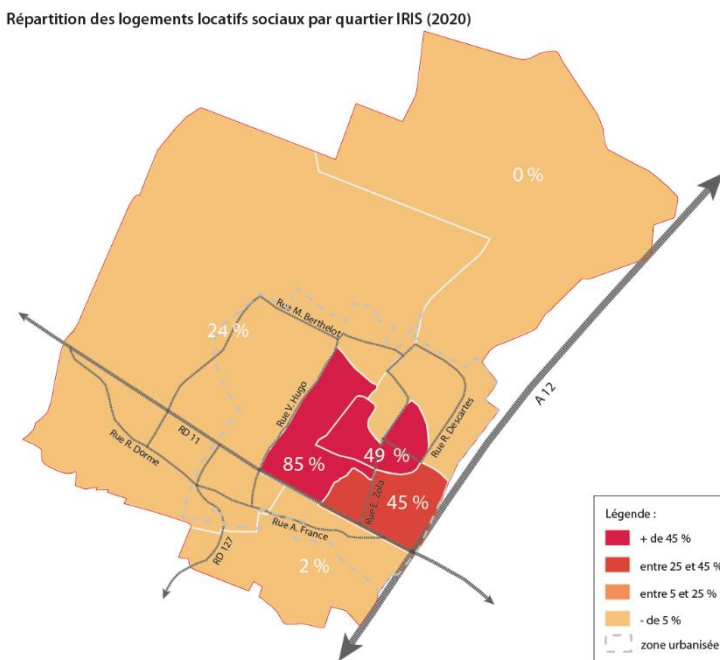 Répartition des logements locatifs sociaux par quartier IRIS (2020)
0 %
24 %
Rue M. Berthelot
A 12
Rue V. Hugo
Rue R. Descartes
RD 11
Rue R. Dorme
49 %
85 %
45 %
Rue E. Zola
Rue A. France
RD 127
2 %
Légende :
+ de 45 %
entre 25 et 45 %
entre 5 et 25 %
- de 5 %
zone urbanisée